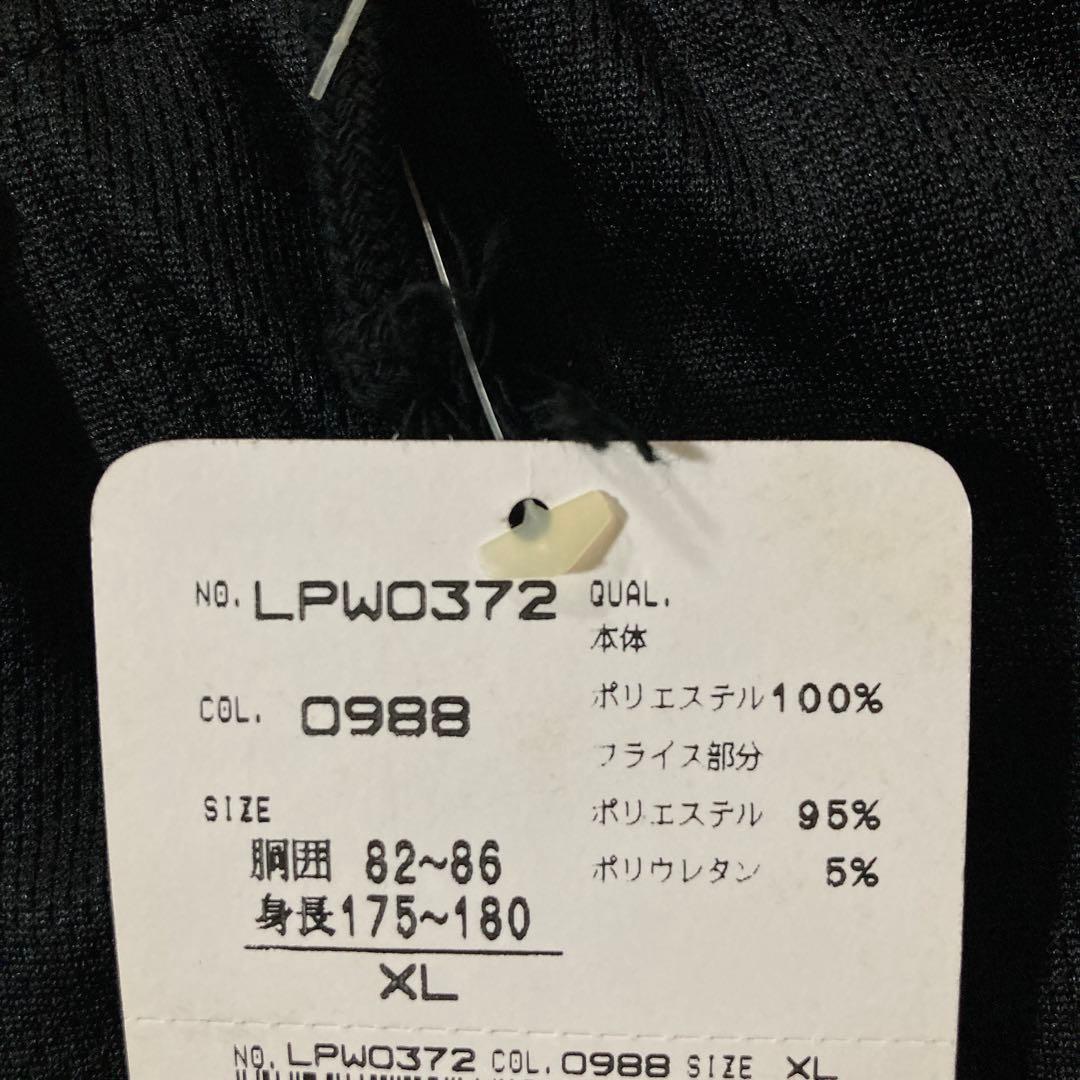 NO. LPW0372
COL. 0988
SIZE
胴囲 82~86
身長175~180
XL
QUAL.
本体
ポリエステル100%
フライス部分
ポリエステル 95%
ポリウレタン 5%
NO. LPW0372 COL. 0988 SIZE XL